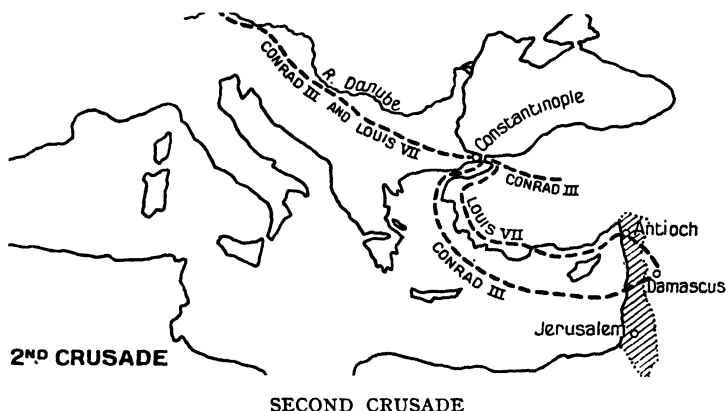 R. Danube
CONRAD III AND LOUIS VII
Constantinople
CONRAD III
LOUIS VII
Antioch
CONRAD III
Damascus
Jerusalem
2ND CRUSADE
SECOND CRUSADE